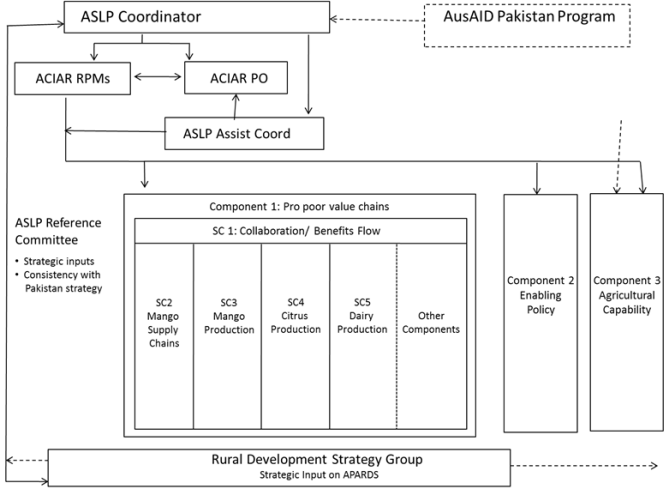 ASLP Coordinator
AusAID Pakistan Program
ACIAR RPMs
ACIAR PO
ASLP Assist Coord
ASLP Reference
Committee
• Strategic inputs
• Consistency with
Pakistan strategy
Component 1: Pro poor value chains
SC 1: Collaboration/ Benefits Flow
SC2
Mango
Supply
Chains
SC3
Mango
Production
SC4
Citrus
Production
SC5
Dairy
Production
Other
Components
Component 2
Enabling
Policy
Component 3
Agricultural
Capability
Rural Development Strategy Group
Strategic Input on APARDS